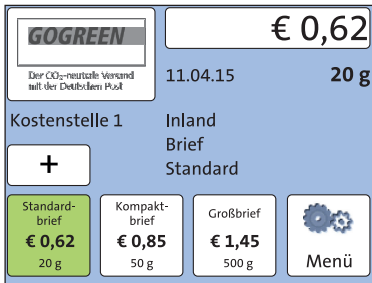 GOGREEN
Der CO₂-neutrale Versand
mit der Deutschen Post
€ 0,62
11.04.15 20 g
Kostenstelle 1
Inland
Brief
Standard
+
Standard-
brief
€ 0,62
20 g
Kompakt-
brief
€ 0,85
50 g
Großbrief
€ 1,45
500 g
Menü